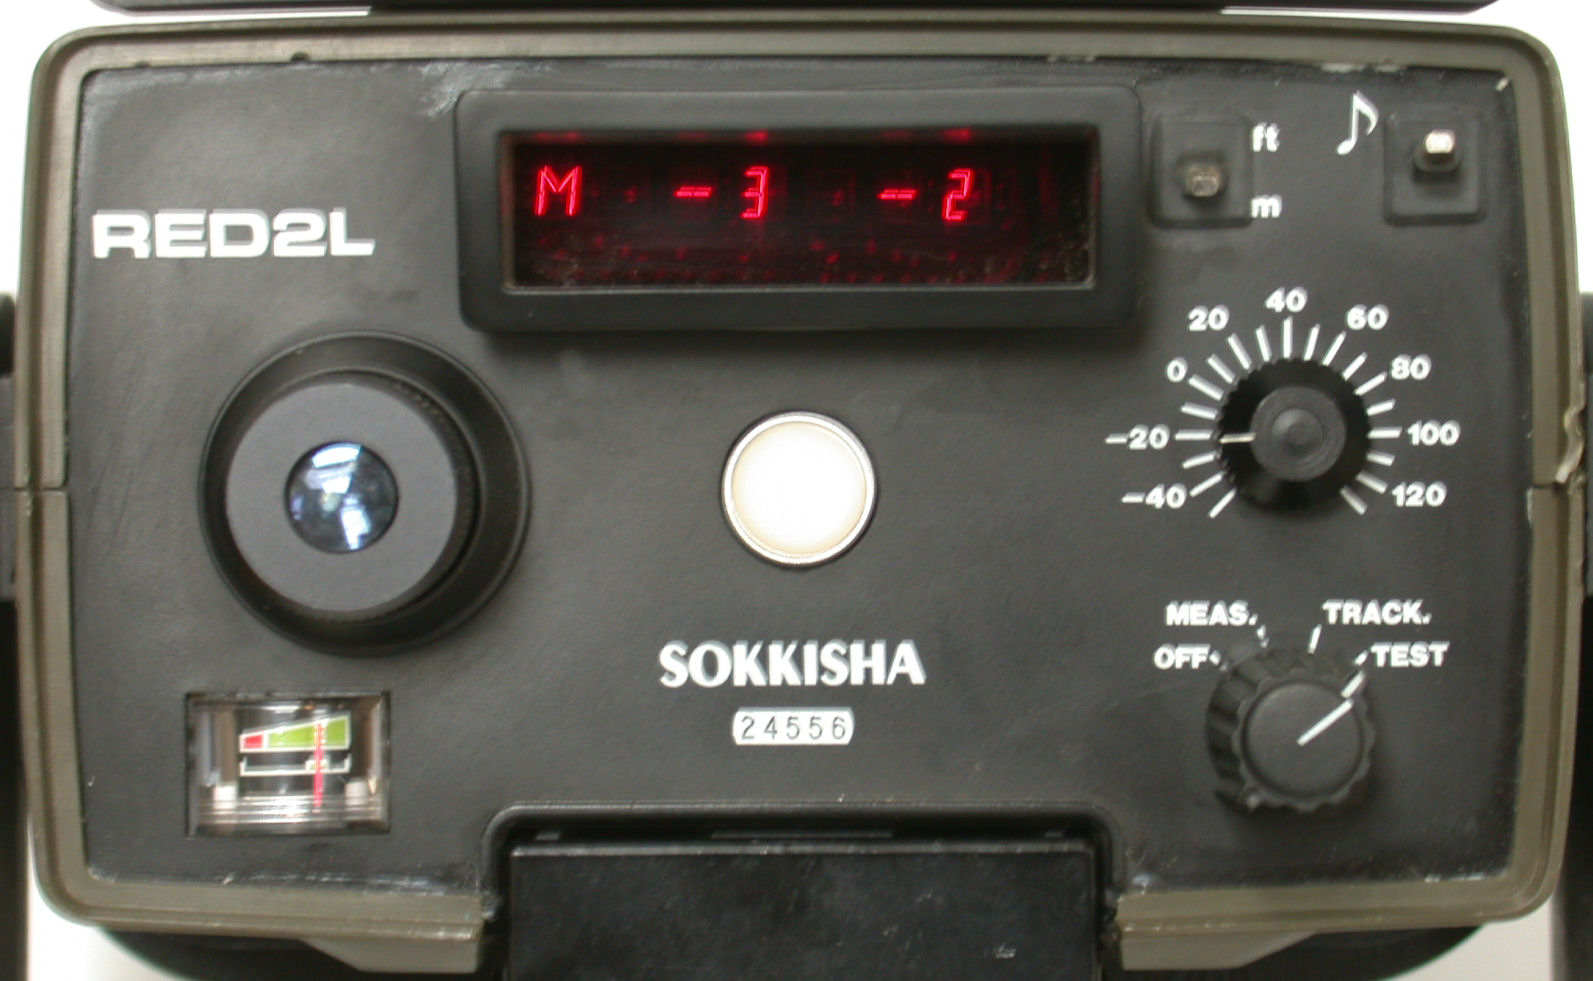 M -3 -2
ft
m
RED2L
40
20 60
0 80
-20 100
-40 120
MEAS. TRACK.
OFF TEST
SOKKISHA
24556